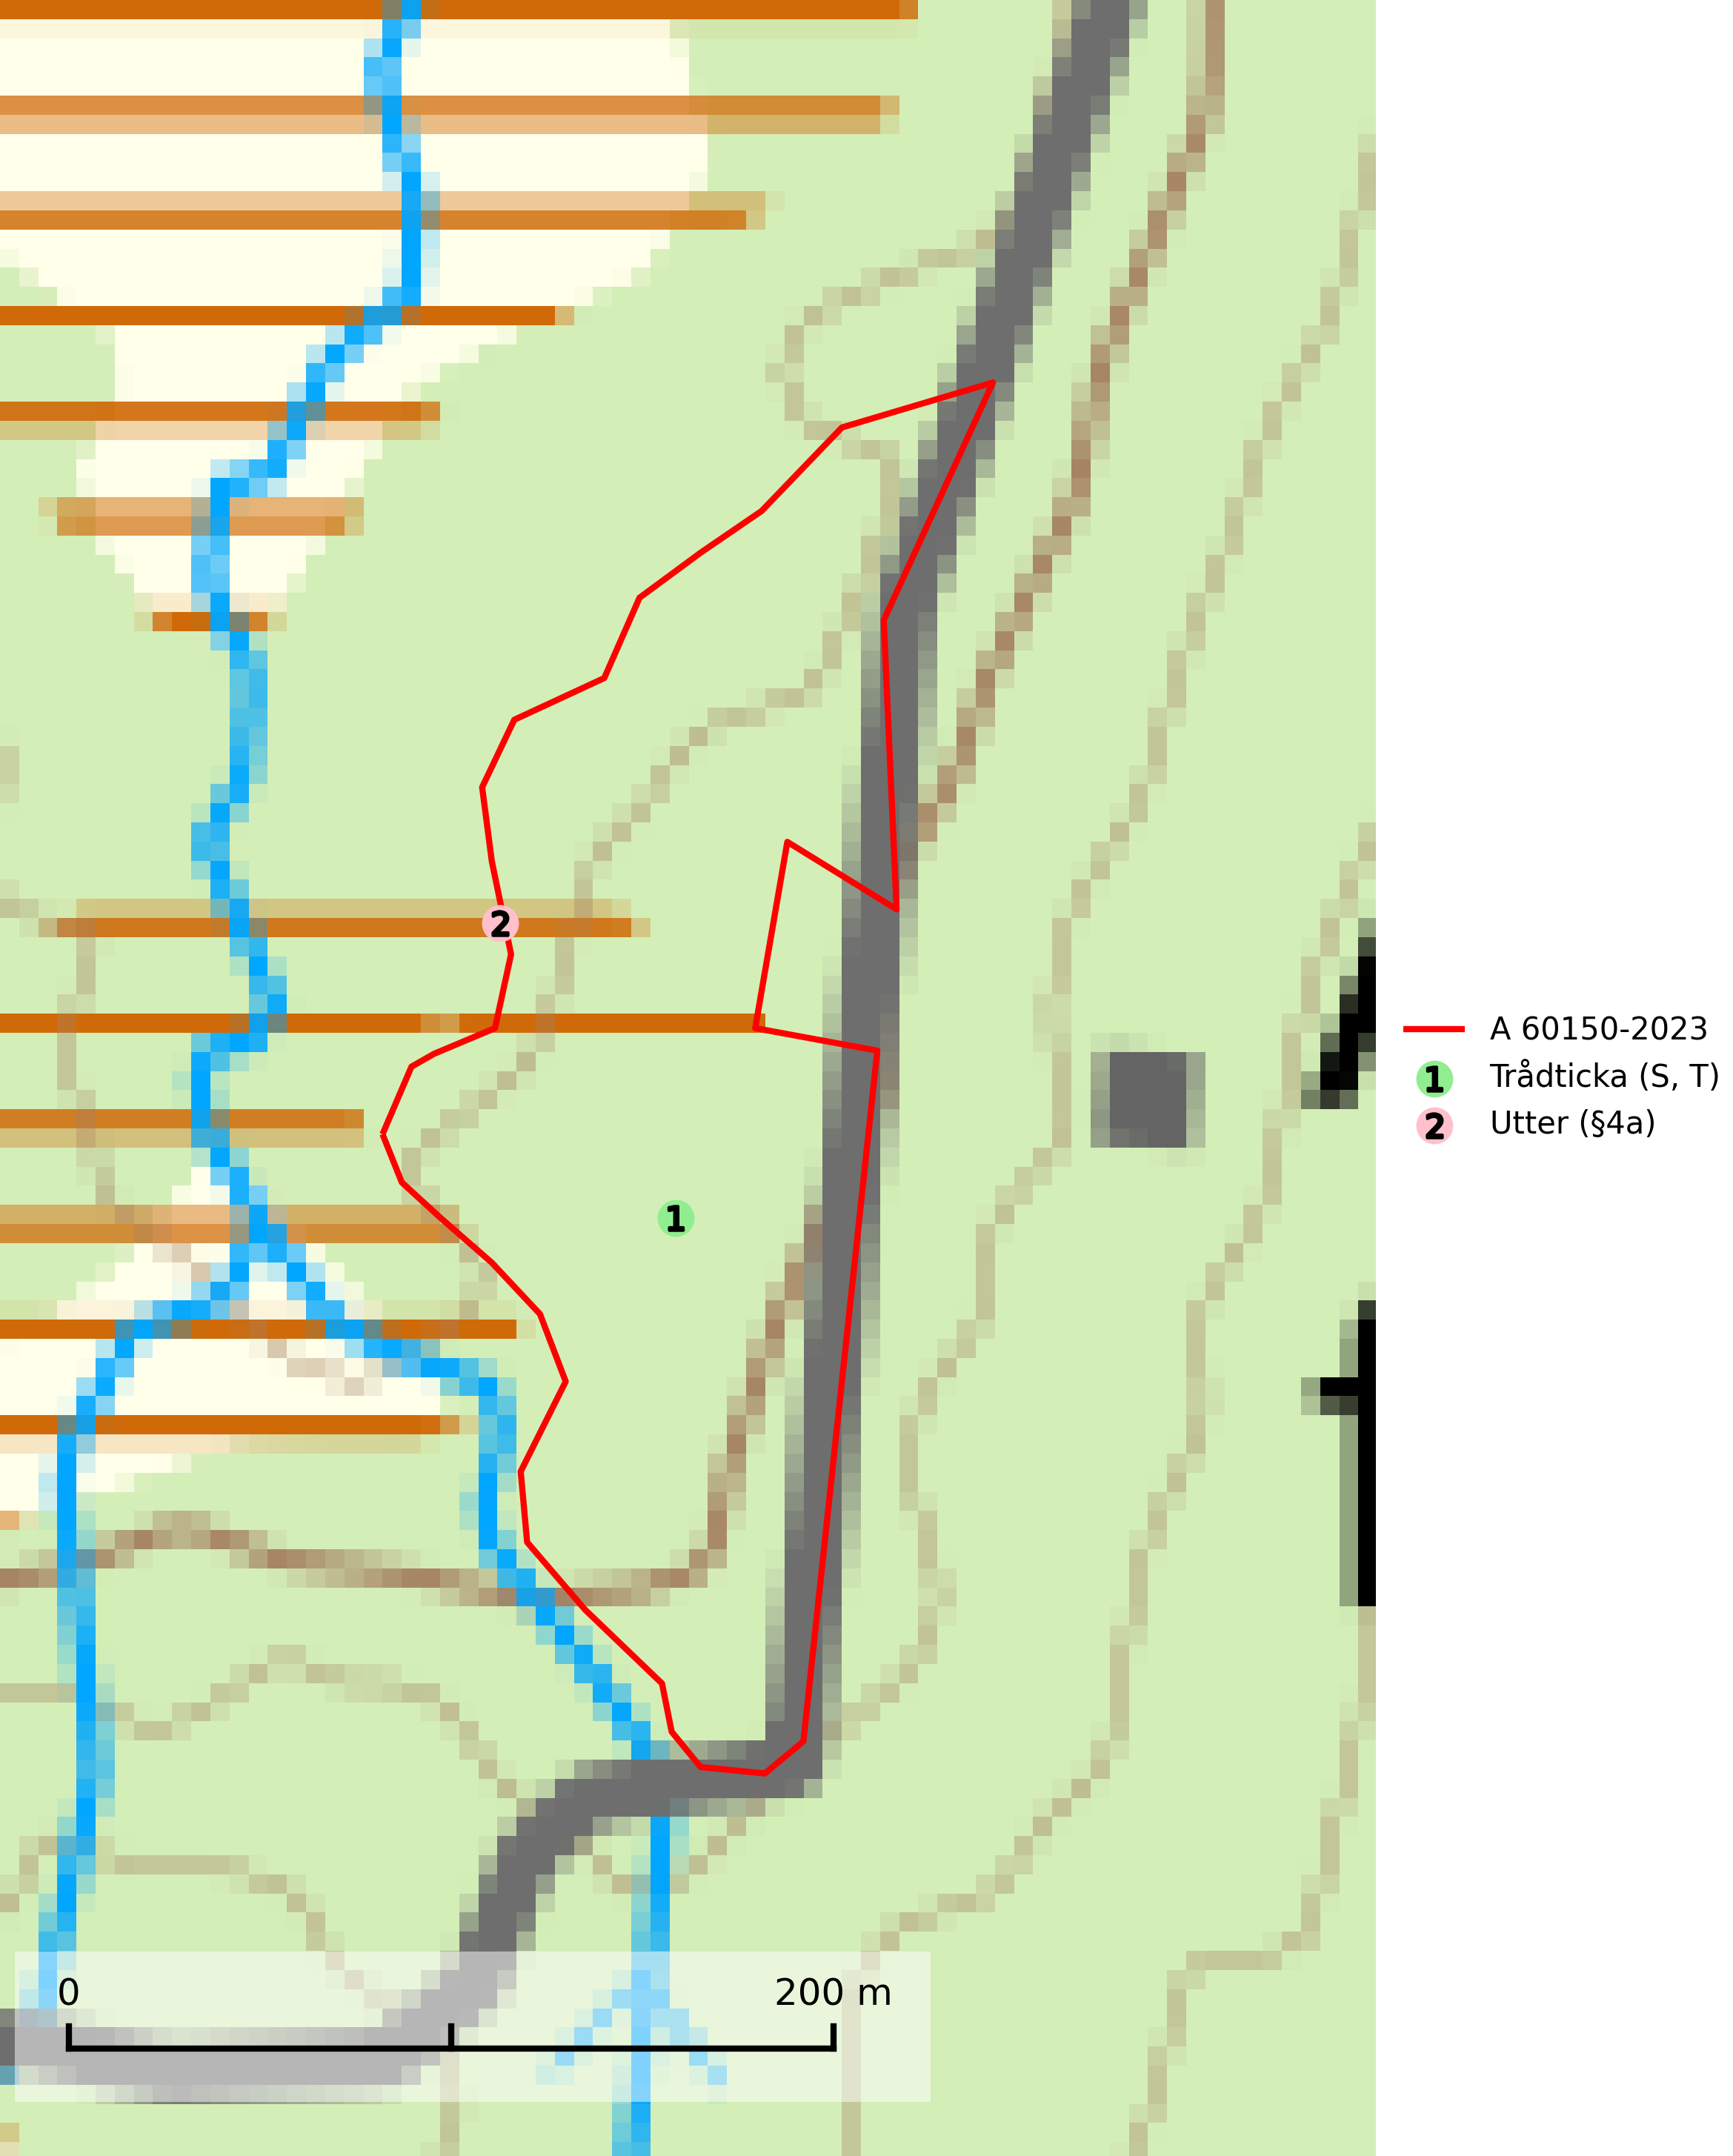 2
1
A 60150-2023
1 Trådticka (S, T)
2 Utter (§4a)
0 200 m